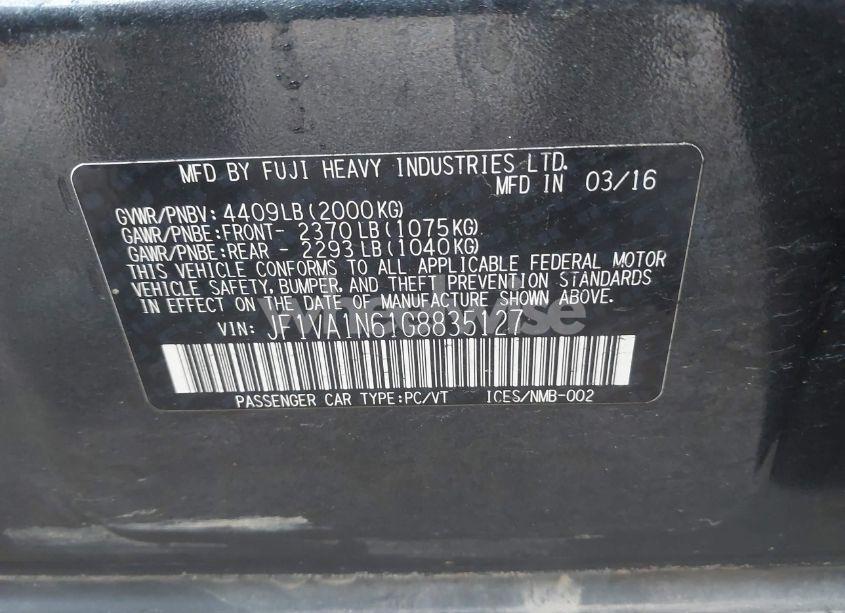 MFD BY FUJI HEAVY INDUSTRIES LTD.
MFD IN 03/16
GVWR/PNBV: 4409LB(2000KG)
GAWR/PNBE:FRONT- 2370LB(1075KG)
GAWR/PNBE:REAR - 2293LB(1040KG)
THIS VEHICLE CONFORMS TO ALL APPLICABLE FEDERAL MOTOR
VEHICLE SAFETY, BUMPER, AND THEFT PREVENTION STANDARDS
IN EFFECT ON THE DATE OF MANUFACTURE SHOWN ABOVE.
VIN: JF1VA1N61G8835127
PASSENGER CAR TYPE:PC/VT ICES/NMB-002